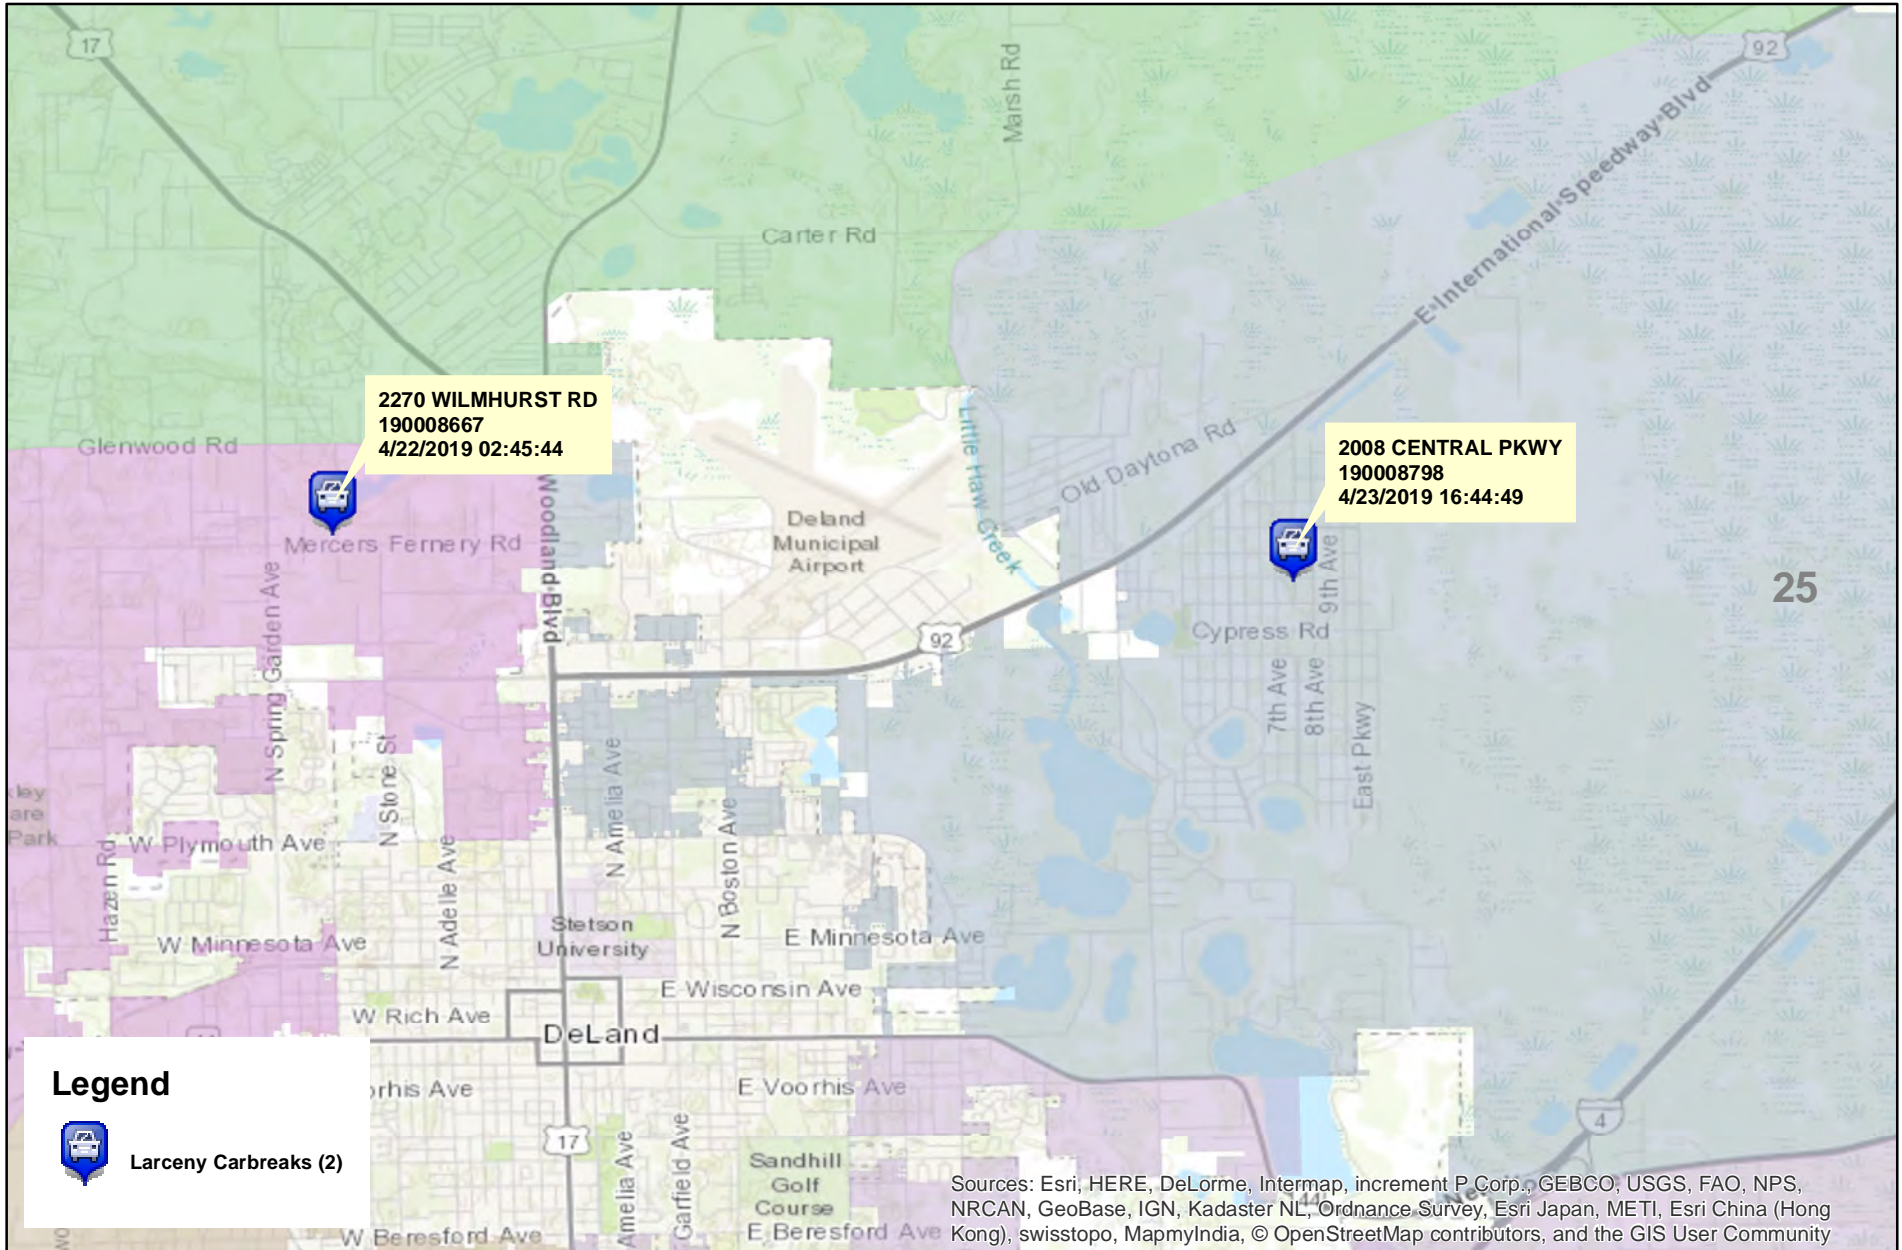 17
92
Marsh Rd
Carter Rd
E International Speedway Blvd
2270 WILMHURST RD
190008667
4/22/2019 02:45:44
Glenwood Rd
Mercers Fernery Rd
Woodland Blvd
Little Haw Creek
Old Daytona Rd
2008 CENTRAL PKWY
190008798
4/23/2019 16:44:49
Deland
Municipal
Airport
25
9th Ave
Cypress Rd
92
N Spring Garden Ave
7th Ave
8th Ave
East Pkwy
N Stone St
N Amelia Ave
N Boston Ave
Park
W Plymouth Ave
Hazen Rd
N Adelle Ave
W Minnesota Ave
Stetson
University
E Minnesota Ave
E Wisconsin Ave
W Rich Ave
DeLand
orhis Ave
E Voorhis Ave
17
4
Amelia Ave
Garfield Ave
Sandhill
Golf
Course
W Beresford Ave
E Beresford Ave
Legend
Larceny Carbreaks (2)
Sources: Esri, HERE, DeLorme, Intermap, increment P Corp., GEBCO, USGS, FAO, NPS,
NRCAN, GeoBase, IGN, Kadaster NL, Ordnance Survey, Esri Japan, METI, Esri China (Hong
Kong), swisstopo, MapmyIndia, © OpenStreetMap contributors, and the GIS User Community